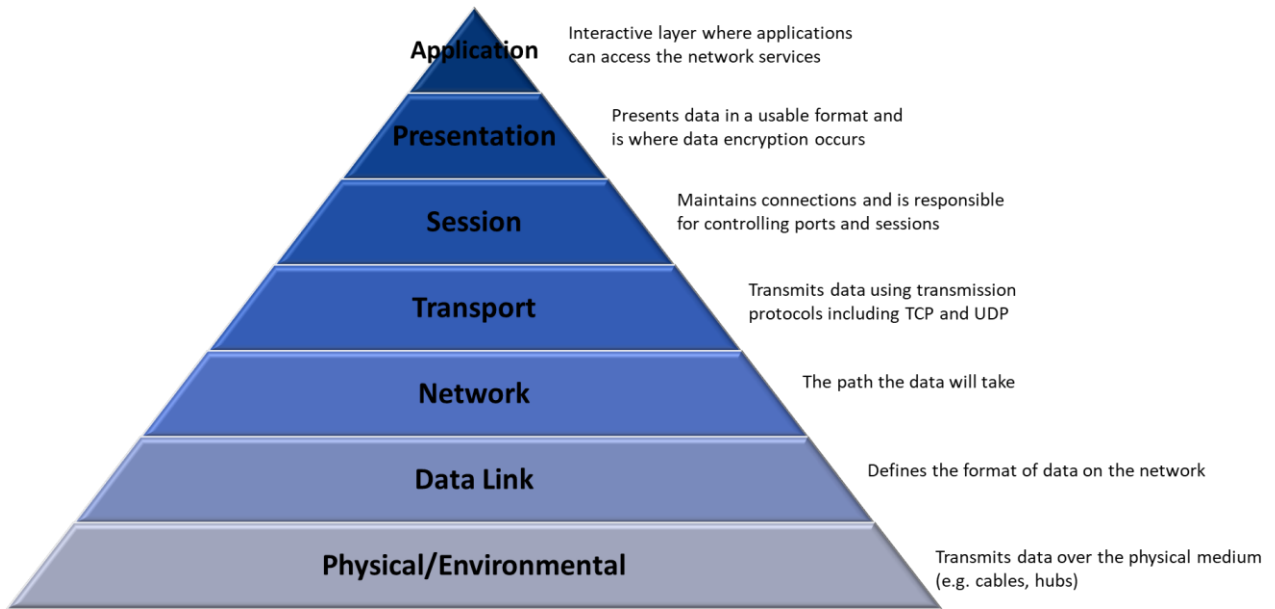 Application
Interactive layer where applications
can access the network services
Presentation
Presents data in a usable format and
is where data encryption occurs
Session
Maintains connections and is responsible
for controlling ports and sessions
Transport
Transmits data using transmission
protocols including TCP and UDP
Network
The path the data will take
Data Link
Defines the format of data on the network
Physical/Environmental
Transmits data over the physical medium
(e.g. cables, hubs)